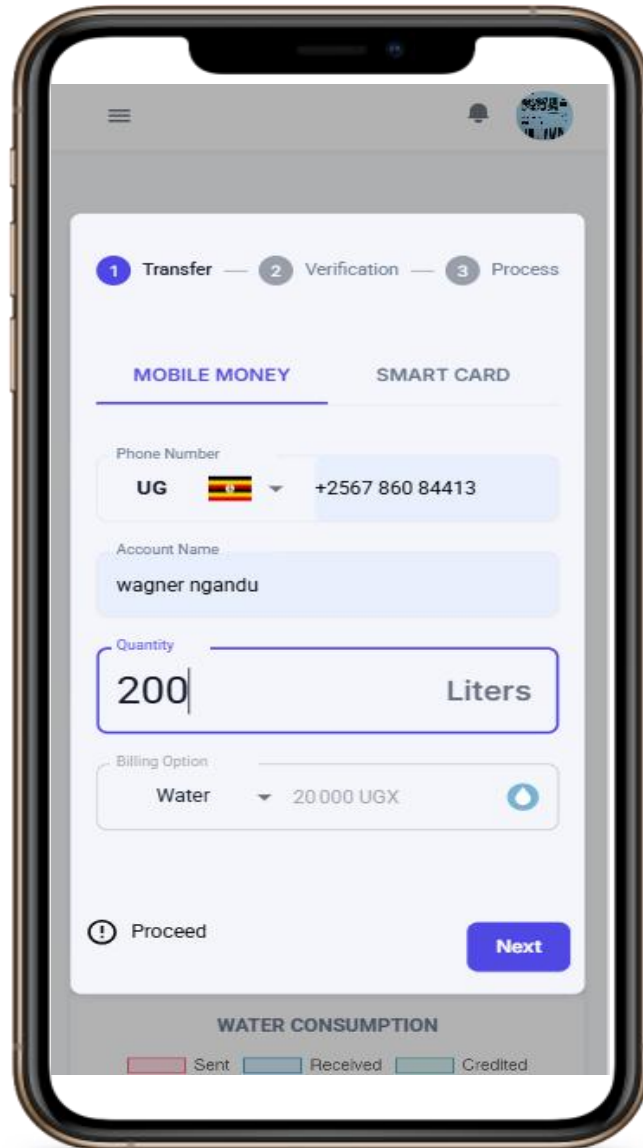 1 Transfer — 2 Verification — 3 Process
MOBILE MONEY SMART CARD
Phone Number
UG +2567 860 84413
Account Name
wagner ngandu
Quantity
200 Liters
Billing Option
Water 20 000 UGX
! Proceed
Next
WATER CONSUMPTION
Sent Received Credited